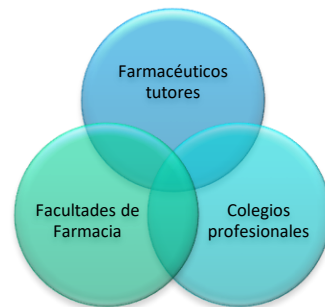 Farmacéuticos
tutores
Facultades de
Farmacia
Colegios
profesionales